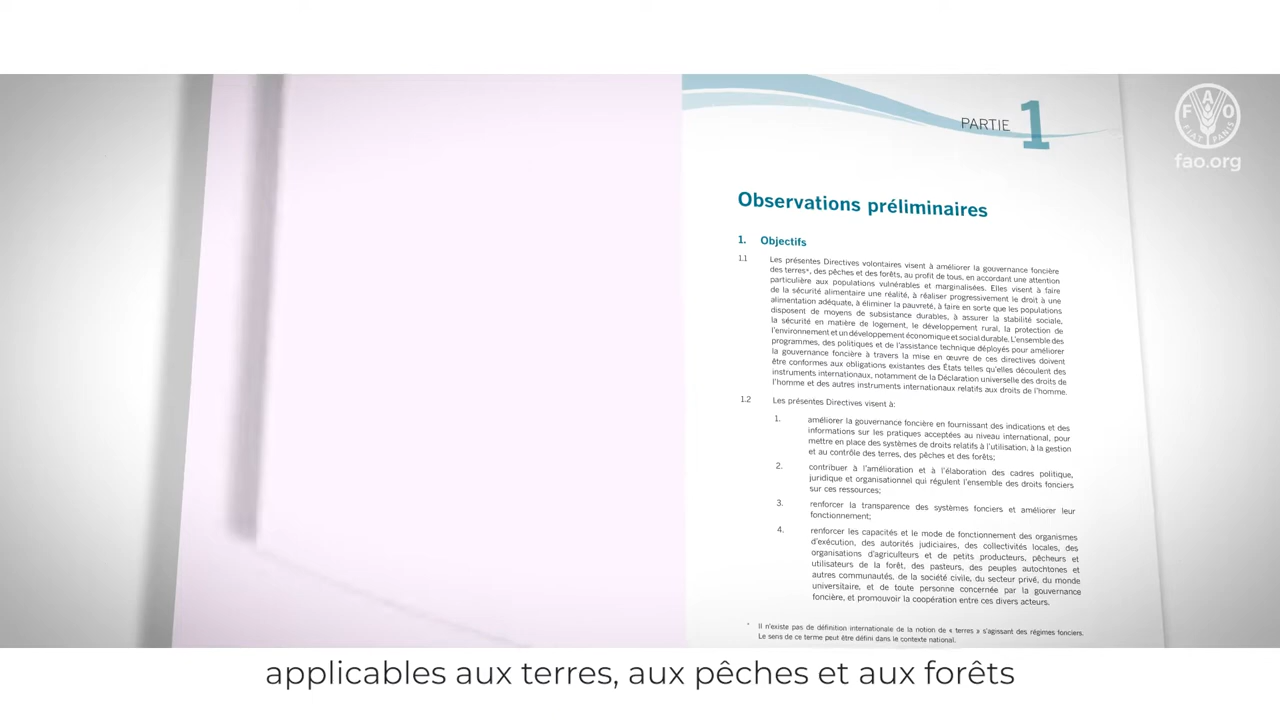 PARTIE 1
F A O
FIAT PANIS
fao.org
Observations préliminaires
1. Objectifs
1.1 Les présentes Directives volontaires visent à améliorer la gouvernance foncière
des terres*, des pêches et des forêts, au profit de tous, en accordant une attention
particulière aux populations vulnérables et marginalisées. Elles visent à faire
de la sécurité alimentaire une réalité, à réaliser progressivement le droit à une
alimentation adéquate, à éliminer la pauvreté, à faire en sorte que les populations
disposent de moyens de subsistance durables, à assurer la stabilité sociale,
la sécurité en matière de logement, le développement rural, la protection de
l'environnement et un développement économique et social durable. L'ensemble des
programmes, des politiques et de l'assistance technique déployés pour améliorer
la gouvernance foncière à travers la mise en œuvre de ces directives doivent
être conformes aux obligations existantes des États telles qu'elles découlent des
instruments internationaux, notamment de la Déclaration universelle des droits de
l'homme et des autres instruments internationaux relatifs aux droits de l'homme.
1.2 Les présentes Directives visent à:
1. améliorer la gouvernance foncière en fournissant des indications et des
informations sur les pratiques acceptées au niveau international, pour
mettre en place des systèmes de droits relatifs à l'utilisation, à la gestion
et au contrôle des terres, des pêches et des forêts;
2. contribuer à l'amélioration et à l'élaboration des cadres politique,
juridique et organisationnel qui régulent l'ensemble des droits fonciers
sur ces ressources;
3. renforcer la transparence des systèmes fonciers et améliorer leur
fonctionnement;
4. renforcer les capacités et le mode de fonctionnement des organismes
d'exécution, des autorités judiciaires, des collectivités locales, des
organisations d'agriculteurs et de petits producteurs, pêcheurs et
utilisateurs de la forêt, des pasteurs, des peuples autochtones et
autres communautés, de la société civile, du secteur privé, du monde
universitaire, et de toute personne concernée par la gouvernance
foncière, et promouvoir la coopération entre ces divers acteurs.
* Il n'existe pas de définition internationale de la notion de « terres » s'agissant des régimes fonciers.
Le sens de ce terme peut être défini dans le contexte national.
applicables aux terres, aux pêches et aux forêts